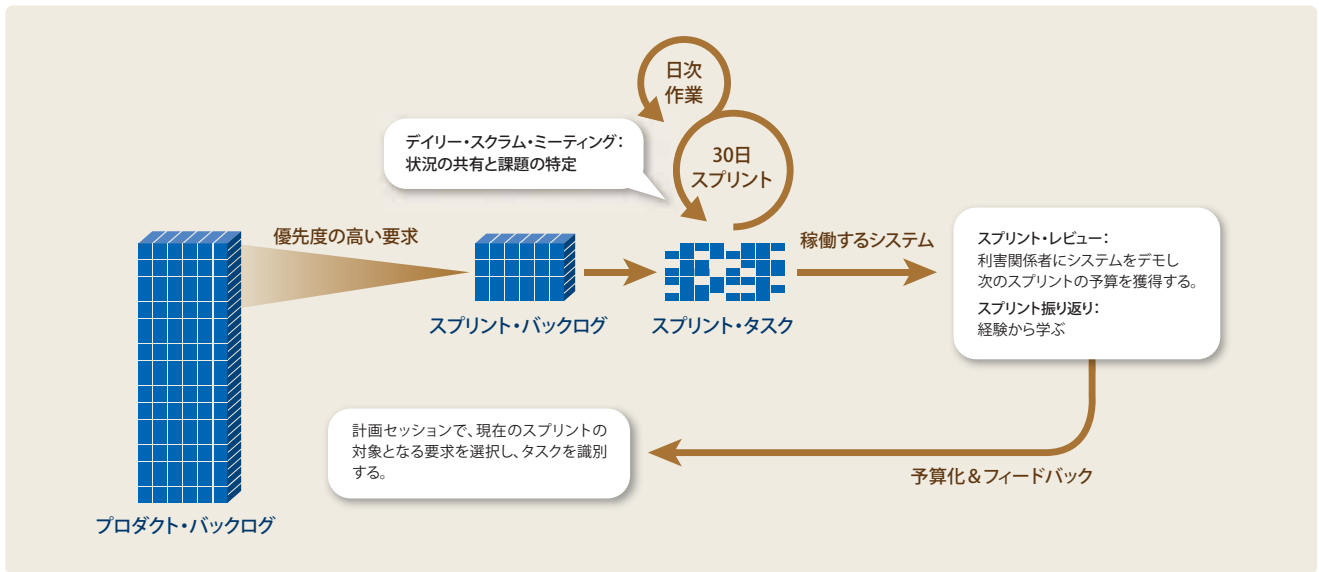 日次
作業
デイリー・スクラム・ミーティング：
状況の共有と課題の特定
30日
スプリント
優先度の高い要求
稼働するシステム
スプリント・レビュー：
利害関係者にシステムをデモし
次のスプリントの予算を獲得する。
スプリント振り返り：
経験から学ぶ
スプリント・バックログ
スプリント・タスク
計画セッションで、現在のスプリントの
対象となる要求を選択し、タスクを識別
する。
予算化＆フィードバック
プロダクト・バックログ